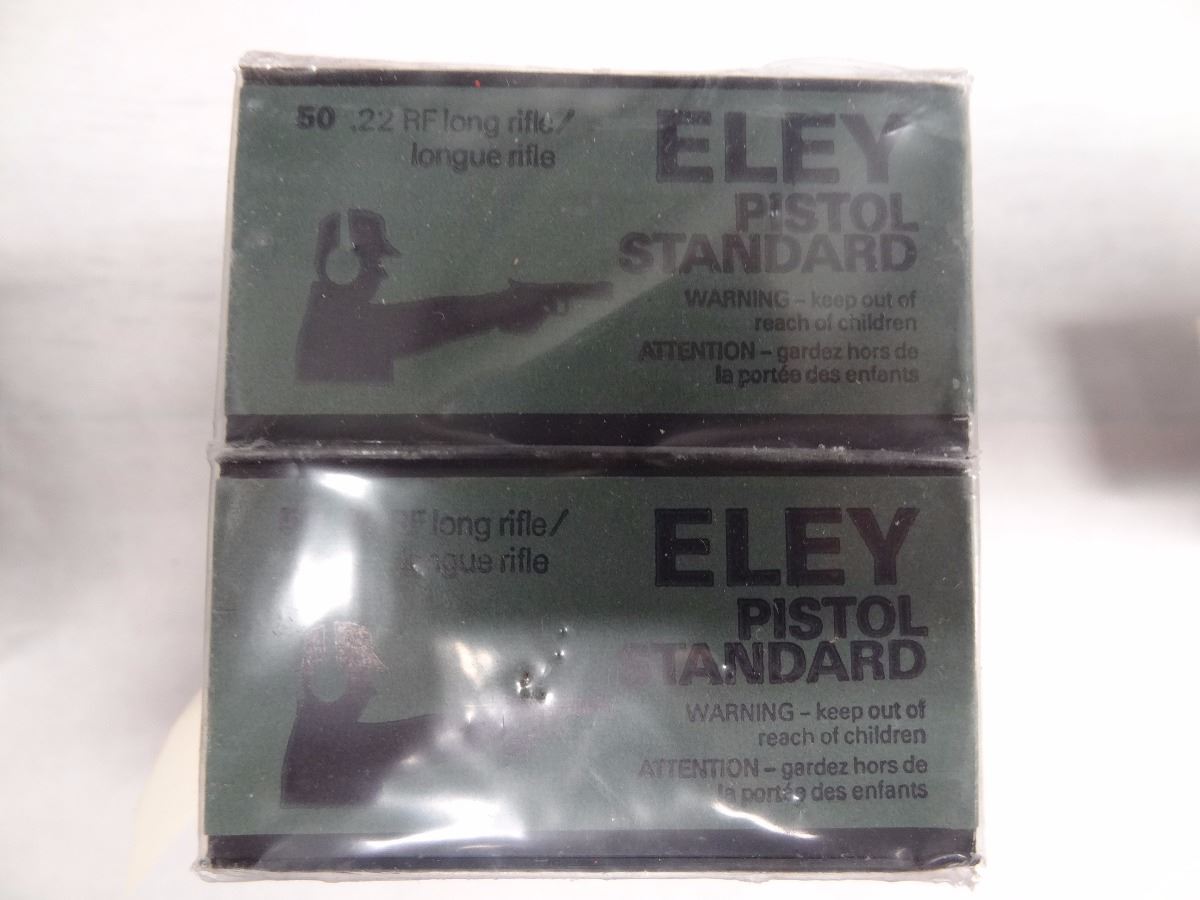 50 .22 RF long rifle/
longue rifle
ELEY
PISTOL
STANDARD
WARNING – keep out of
reach of children
ATTENTION – gardez hors de
la portée des enfants
RF long rifle/
longue rifle
ELEY
PISTOL
STANDARD
WARNING – keep out of
reach of children
ATTENTION – gardez hors de
la portée des enfants